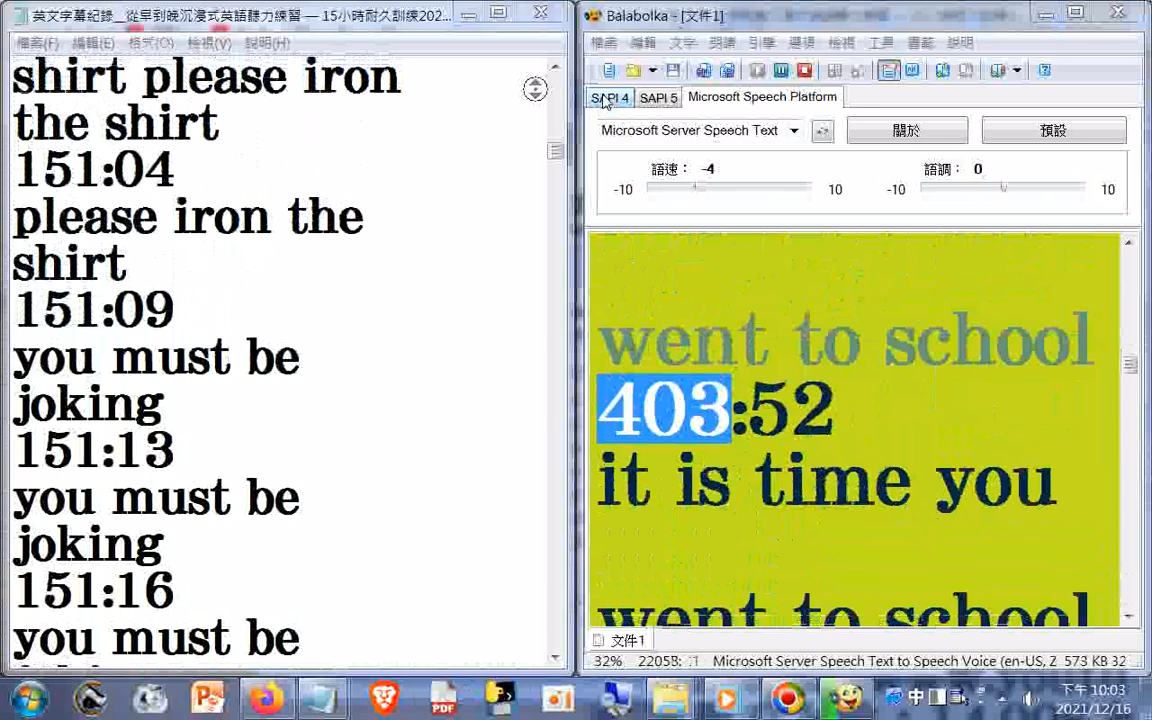 英文字幕紀錄__從早到晚沉浸式英語聽力練習 — 15小時耐久訓練202...
檔案(F) 編輯(E) 格式(O) 檢視(V) 說明(H)
shirt please iron
the shirt
151:04
please iron the
shirt
151:09
you must be
joking
151:13
you must be
joking
151:16
you must be
Balabolka - [文件1]
檔案 編輯 文字 朗讀 引擎 選項 檢視 工具 書籤 說明
SAPI 4 SAPI 5 Microsoft Speech Platform
Microsoft Server Speech Text 關於 預設
語速： -4 語調： 0
-10 10 -10 10
went to school
403:52
it is time you
went to school
文件1
32% Microsoft Server Speech Text to Speech Voice (en-US, Z 573 KB 32
中
下午 10:03
2021/12/16